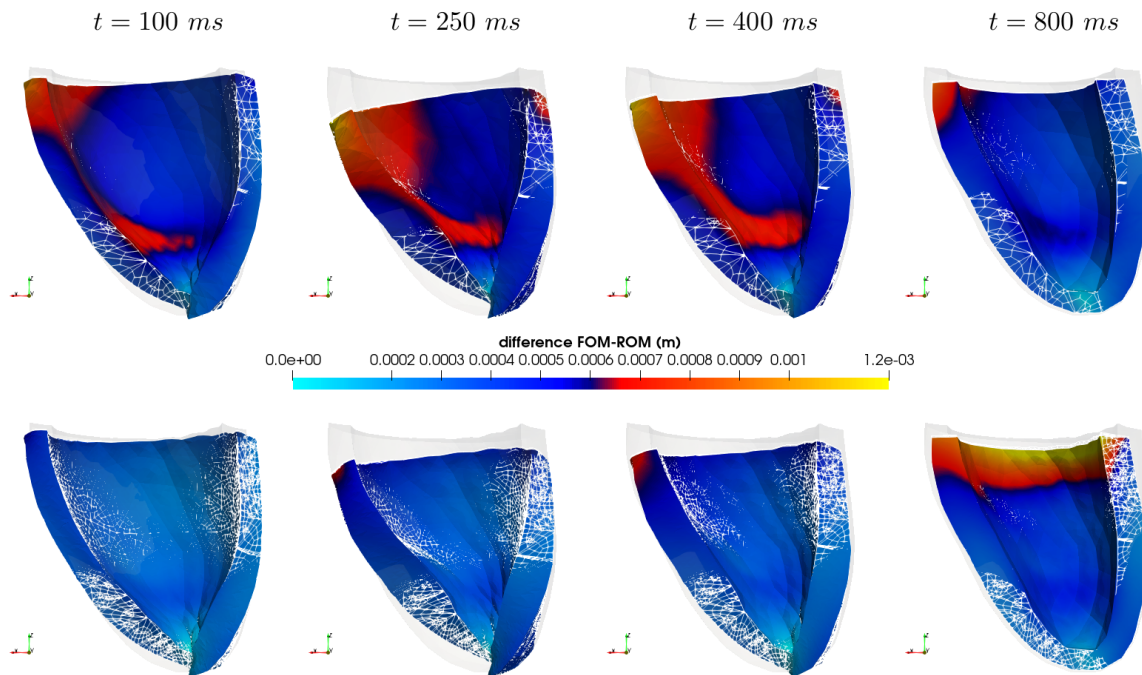 t = 100 ms t = 250 ms t = 400 ms t = 800 ms
difference FOM-ROM (m)
0.0e+00 0.0002 0.0003 0.0004 0.0005 0.0006 0.0007 0.0008 0.0009 0.001 1.2e-03